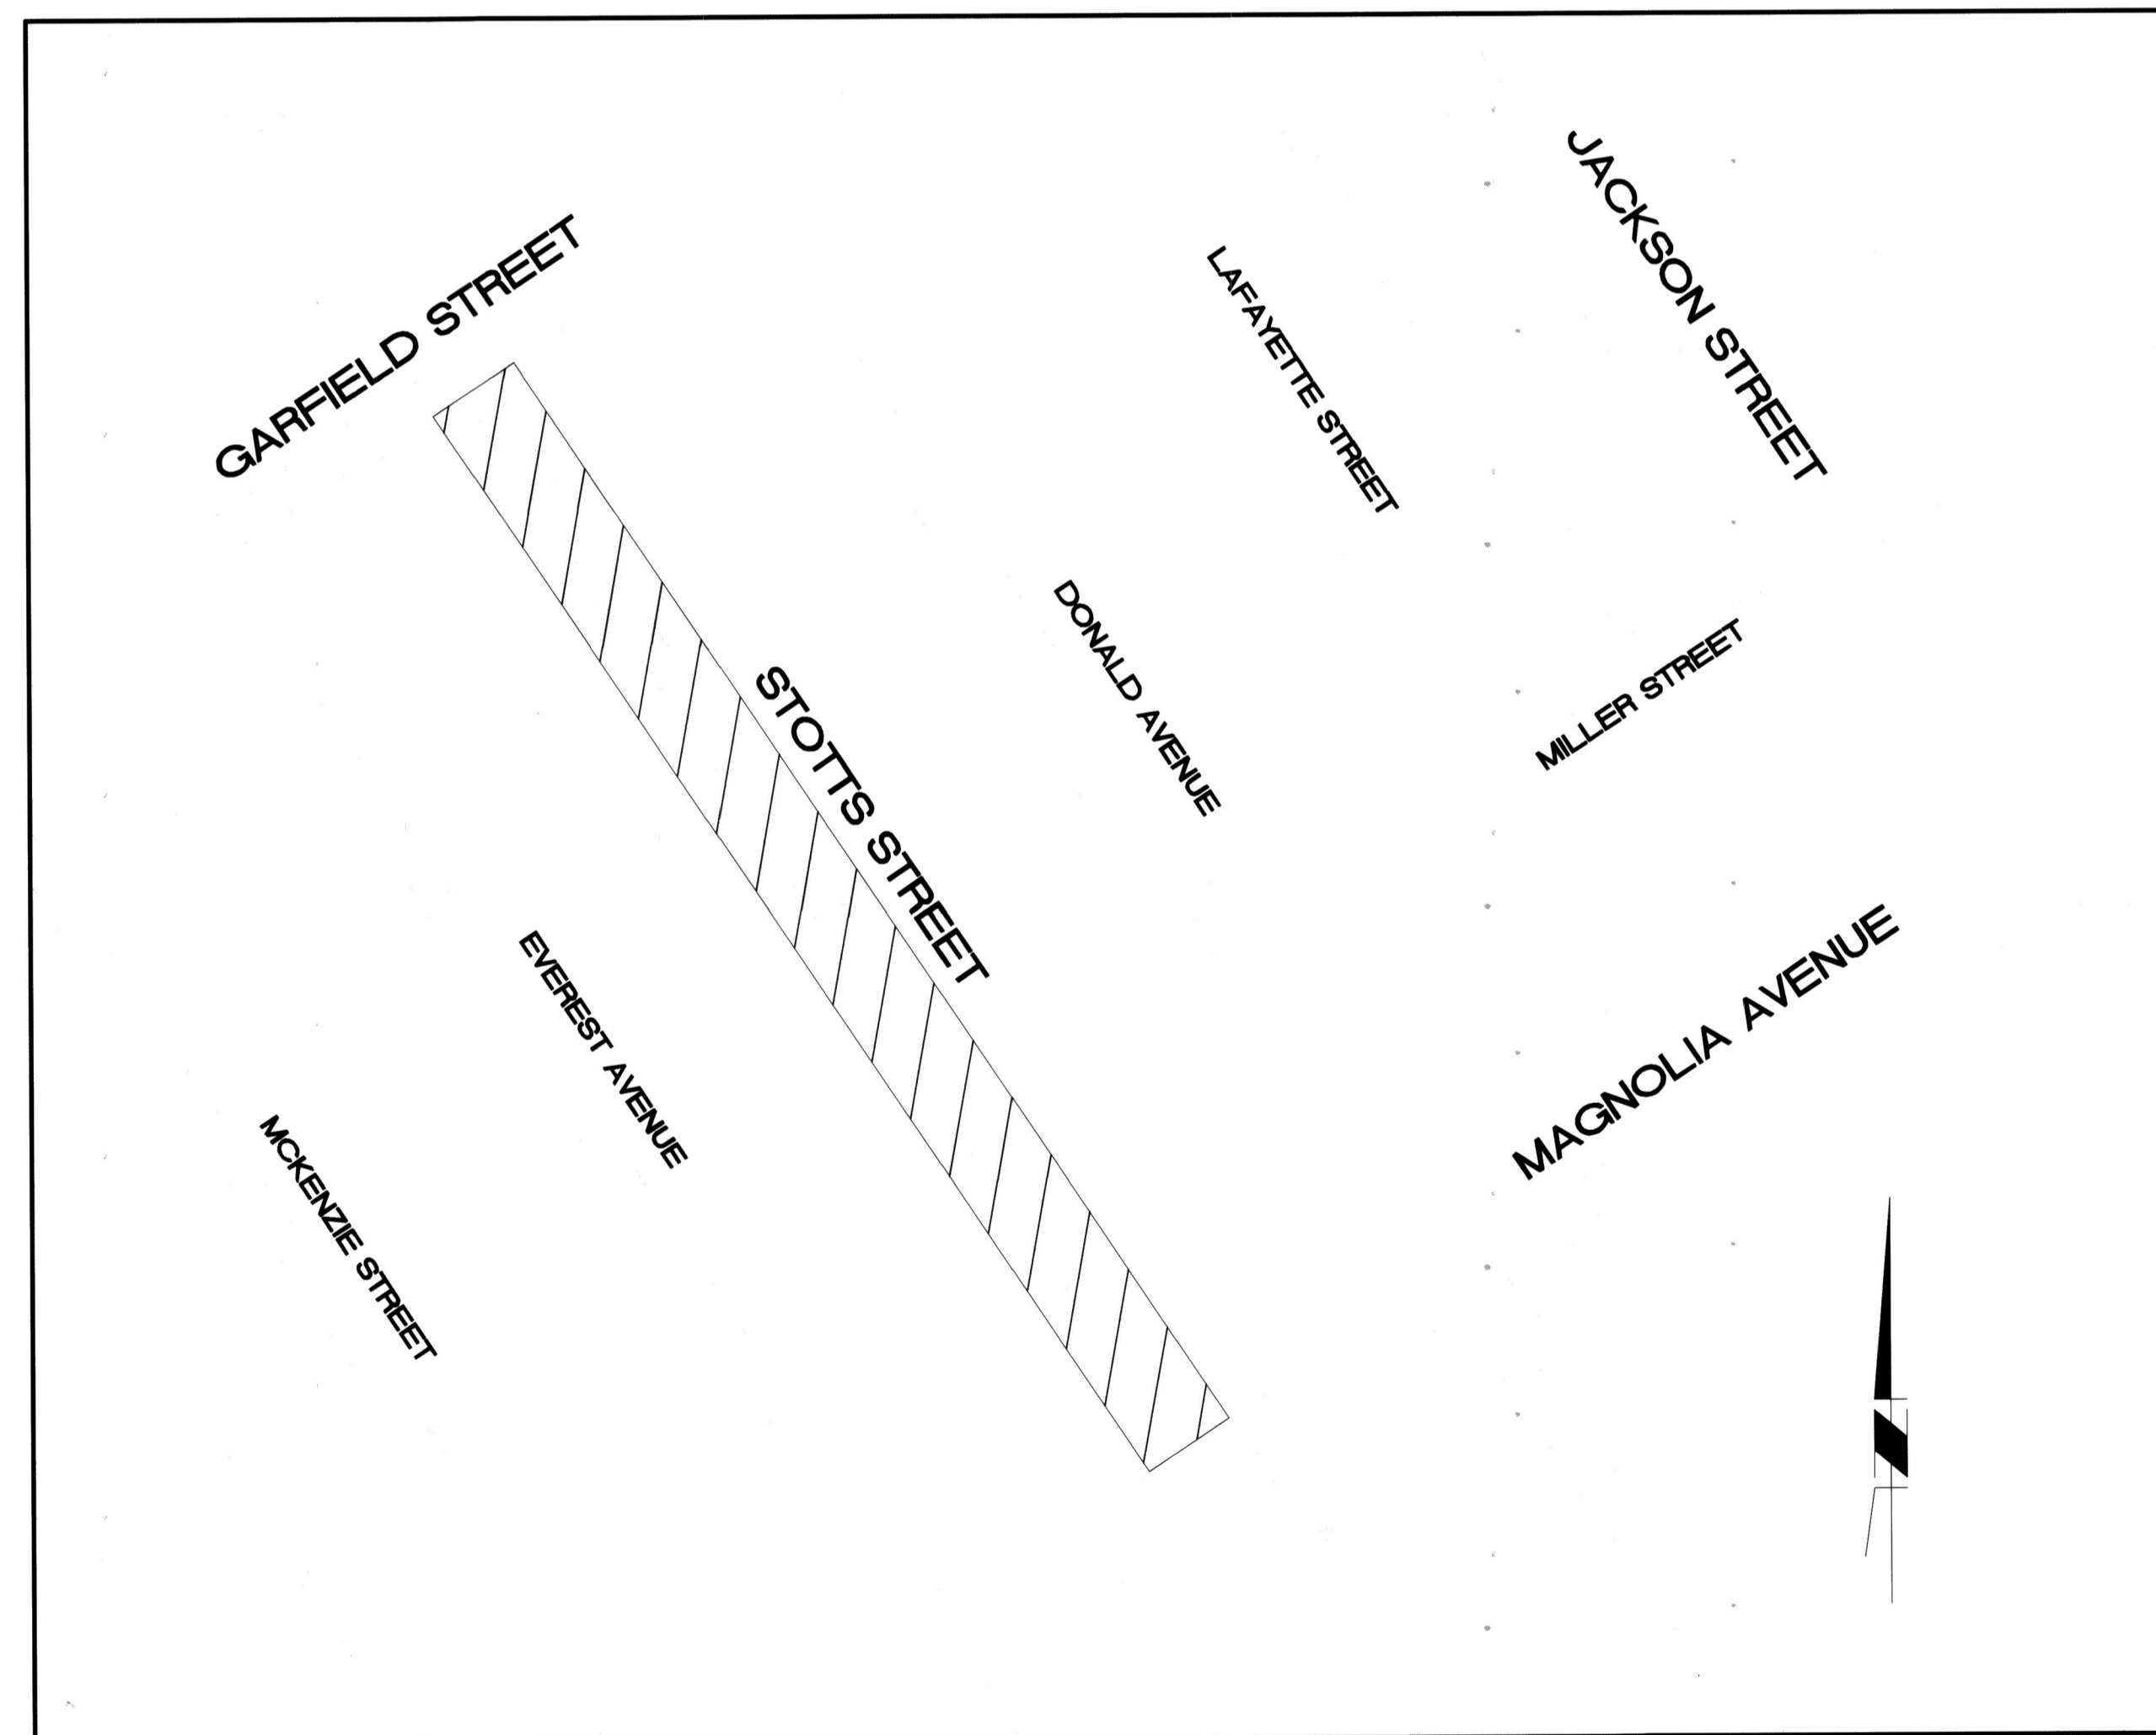 JACKSON STREET
GARFIELD STREET
LAFAYETTE STREET
DONALD AVENUE
MILLER STREET
STOTTS STREET
MAGNOLIA AVENUE
EVEREST AVENUE
MCKENZIE STREET
N